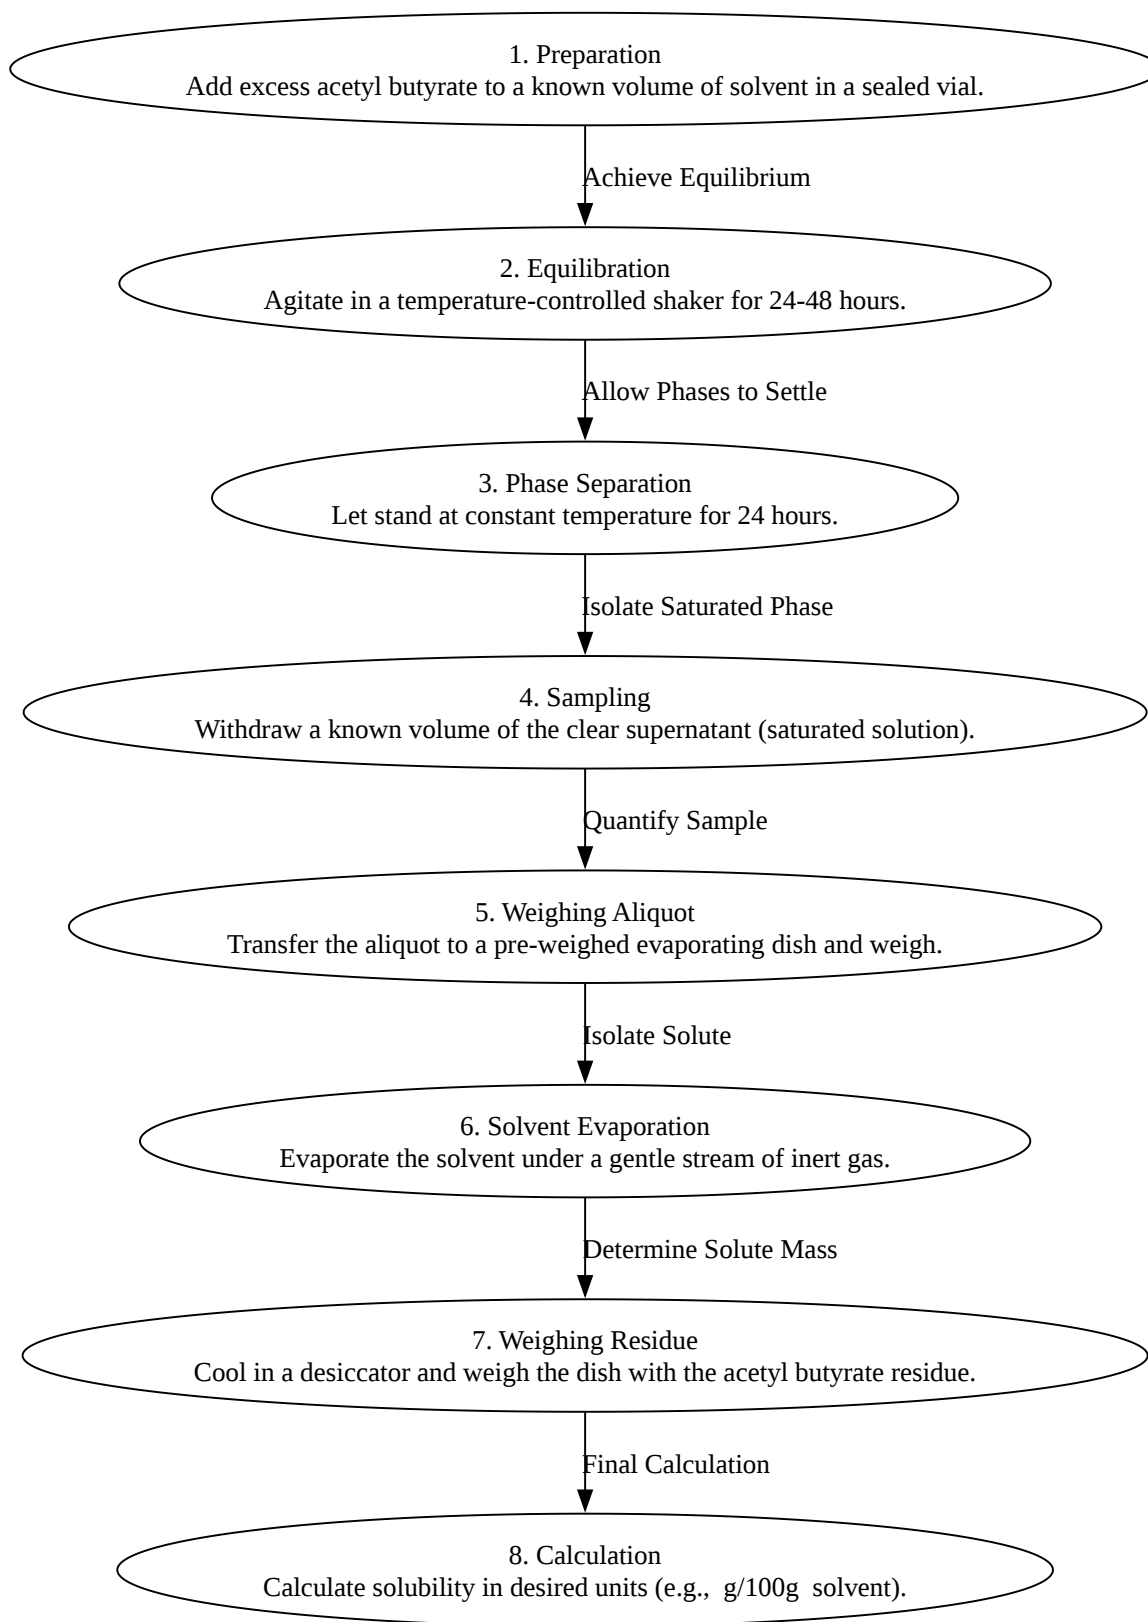 1. Preparation
Add excess acetyl butyrate to a known volume of solvent in a sealed vial.
Achieve Equilibrium
2. Equilibration
Agitate in a temperature-controlled shaker for 24-48 hours.
Allow Phases to Settle
3. Phase Separation
Let stand at constant temperature for 24 hours.
Isolate Saturated Phase
4. Sampling
Withdraw a known volume of the clear supernatant (saturated solution).
Quantify Sample
5. Weighing Aliquot
Transfer the aliquot to a pre-weighed evaporating dish and weigh.
Isolate Solute
6. Solvent Evaporation
Evaporate the solvent under a gentle stream of inert gas.
Determine Solute Mass
7. Weighing Residue
Cool in a desiccator and weigh the dish with the acetyl butyrate residue.
Final Calculation
8. Calculation
Calculate solubility in desired units (e.g., g/100g solvent).